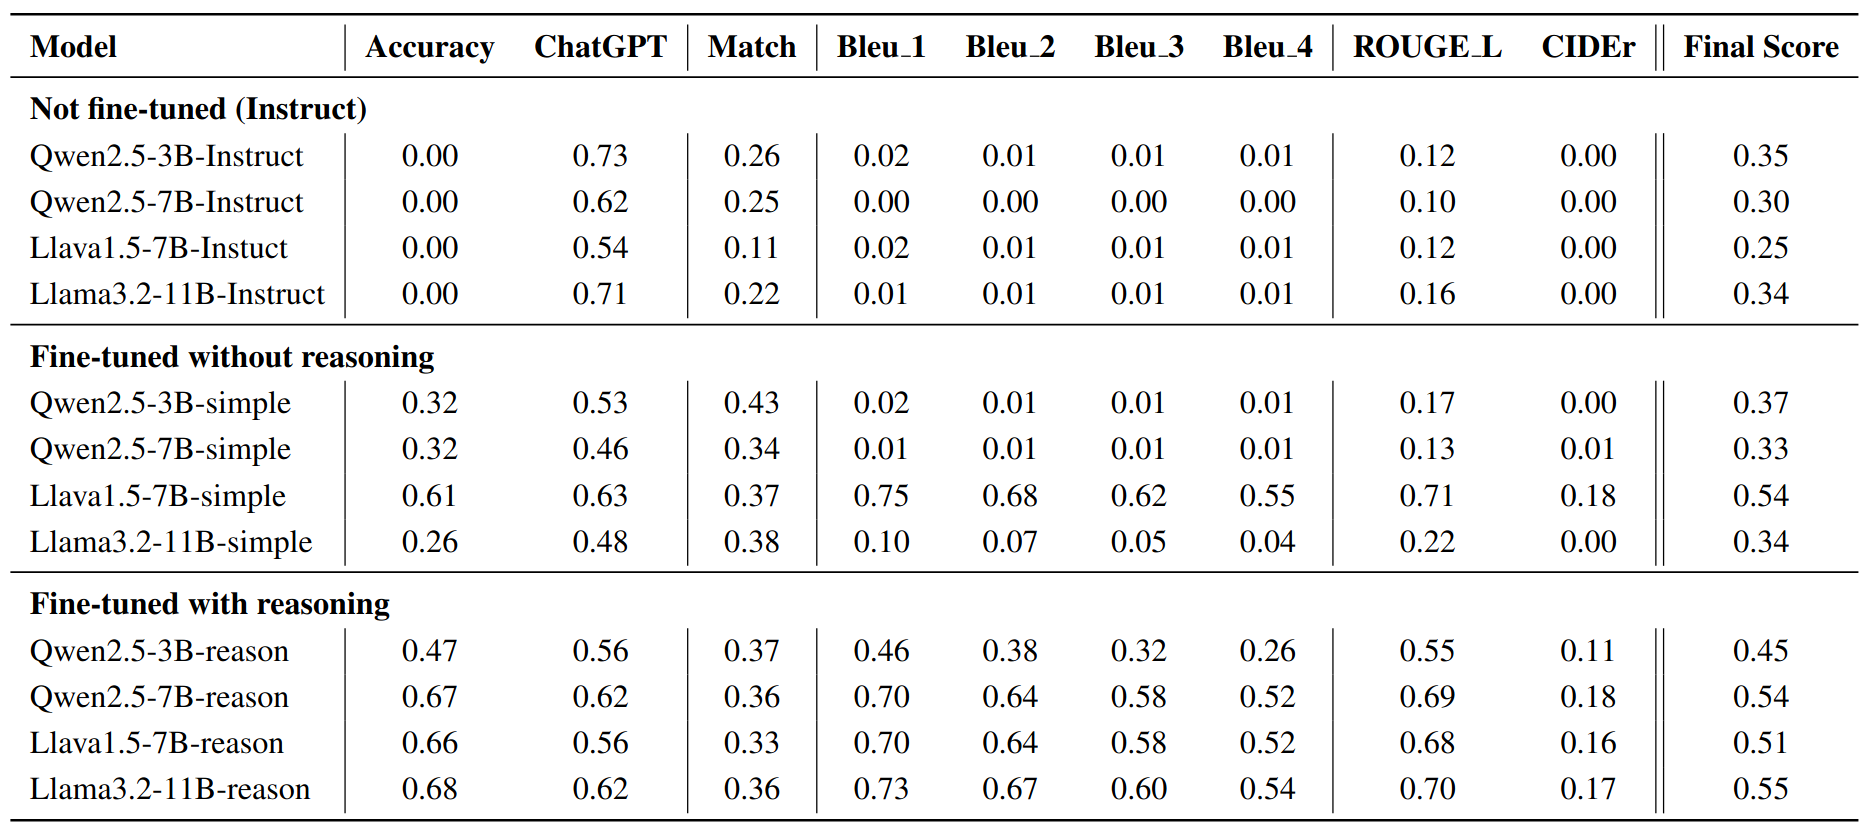 Model Accuracy ChatGPT Match Bleu_1 Bleu_2 Bleu_3 Bleu_4 ROUGE_L CIDEr Final Score
Not fine-tuned (Instruct)
Qwen2.5-3B-Instruct 0.00 0.73 0.26 0.02 0.01 0.01 0.01 0.12 0.00 0.35
Qwen2.5-7B-Instruct 0.00 0.62 0.25 0.00 0.00 0.00 0.00 0.10 0.00 0.30
Llava1.5-7B-Instuct 0.00 0.54 0.11 0.02 0.01 0.01 0.01 0.12 0.00 0.25
Llama3.2-11B-Instruct 0.00 0.71 0.22 0.01 0.01 0.01 0.01 0.16 0.00 0.34
Fine-tuned without reasoning
Qwen2.5-3B-simple 0.32 0.53 0.43 0.02 0.01 0.01 0.01 0.17 0.00 0.37
Qwen2.5-7B-simple 0.32 0.46 0.34 0.01 0.01 0.01 0.01 0.13 0.01 0.33
Llava1.5-7B-simple 0.61 0.63 0.37 0.75 0.68 0.62 0.55 0.71 0.18 0.54
Llama3.2-11B-simple 0.26 0.48 0.38 0.10 0.07 0.05 0.04 0.22 0.00 0.34
Fine-tuned with reasoning
Qwen2.5-3B-reason 0.47 0.56 0.37 0.46 0.38 0.32 0.26 0.55 0.11 0.45
Qwen2.5-7B-reason 0.67 0.62 0.36 0.70 0.64 0.58 0.52 0.69 0.18 0.54
Llava1.5-7B-reason 0.66 0.56 0.33 0.70 0.64 0.58 0.52 0.68 0.16 0.51
Llama3.2-11B-reason 0.68 0.62 0.36 0.73 0.67 0.60 0.54 0.70 0.17 0.55